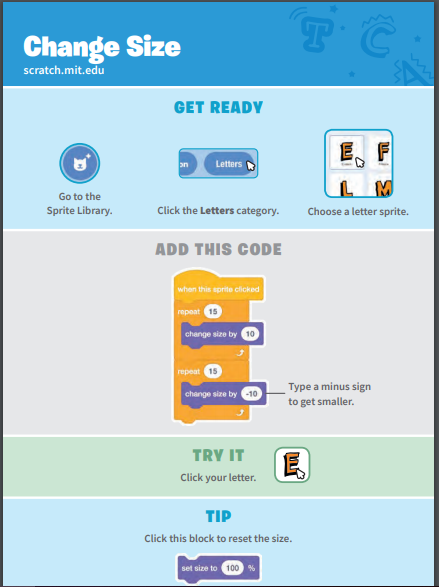 Change Size
scratch.mit.edu
GET READY
Go to the
Sprite Library.
on
Letters
Click the Letters category.
E F
L M
Choose a letter sprite.
ADD THIS CODE
when this sprite clicked
repeat 15
change size by 10
repeat 15
change size by -10
Type a minus sign
to get smaller.
TRY IT
Click your letter.
E
TIP
Click this block to reset the size.
set size to 100 %